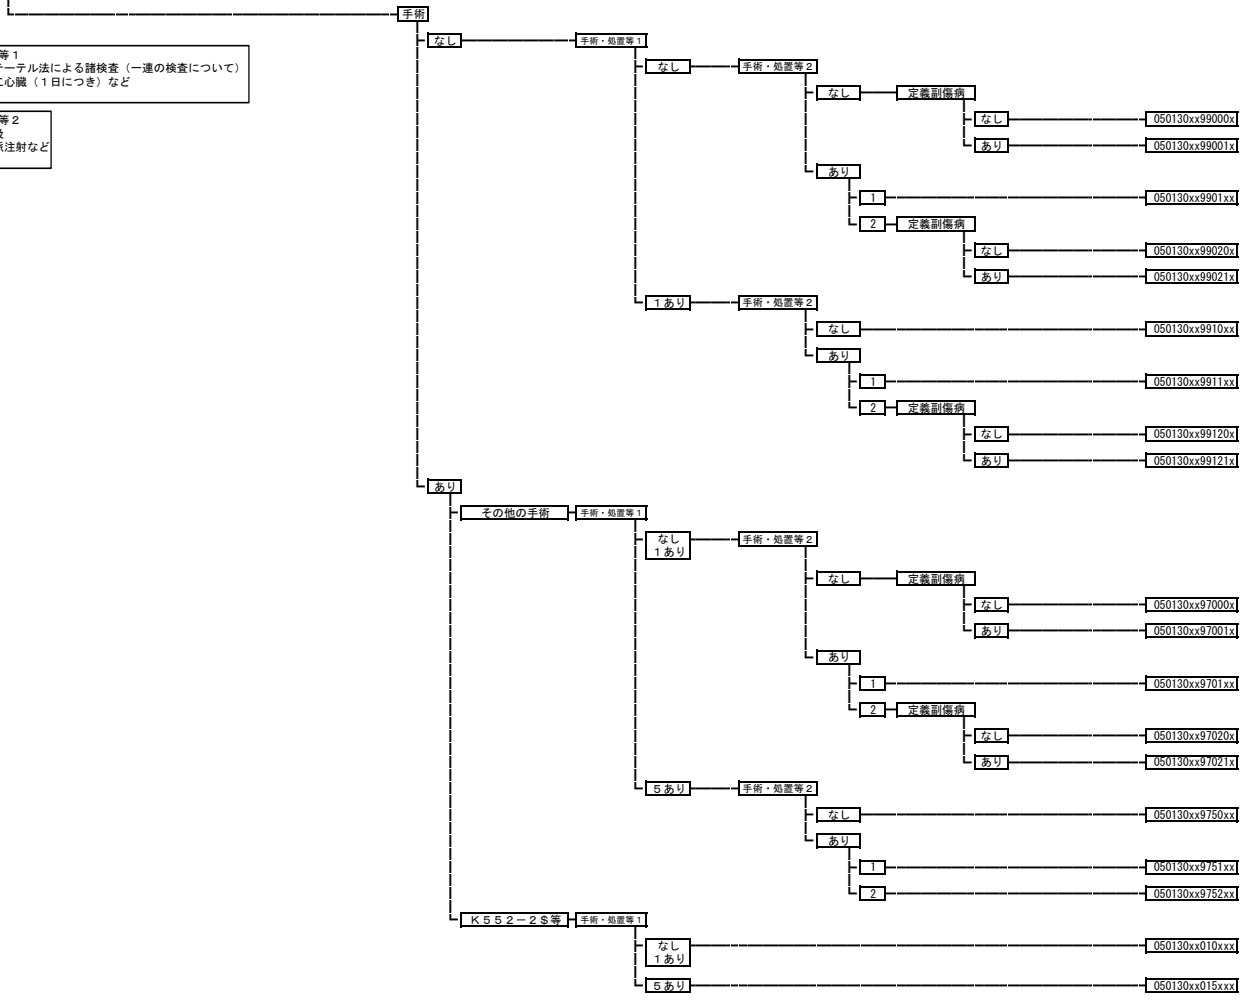 手術
なし
手術・処置等1
等1
テーテル法による諸検査（一連の検査について）
工心臓（1日につき）など
なし
手術・処置等2
なし
定義副傷病
なし
050130xx99000x
等2
注射など
あり
050130xx99001x
あり
1
050130xx9901xx
2
定義副傷病
なし
050130xx99020x
あり
050130xx99021x
1あり
手術・処置等2
なし
050130xx9910xx
あり
1
050130xx9911xx
2
定義副傷病
なし
050130xx99120x
あり
050130xx99121x
あり
その他の手術
手術・処置等1
なし
1あり
手術・処置等2
なし
定義副傷病
なし
050130xx97000x
あり
050130xx97001x
あり
1
050130xx9701xx
2
定義副傷病
なし
050130xx97020x
あり
050130xx97021x
5あり
手術・処置等2
なし
050130xx9750xx
あり
1
050130xx9751xx
2
050130xx9752xx
K552－2$等
手術・処置等1
なし
1あり
050130xx010xxx
5あり
050130xx015xxx